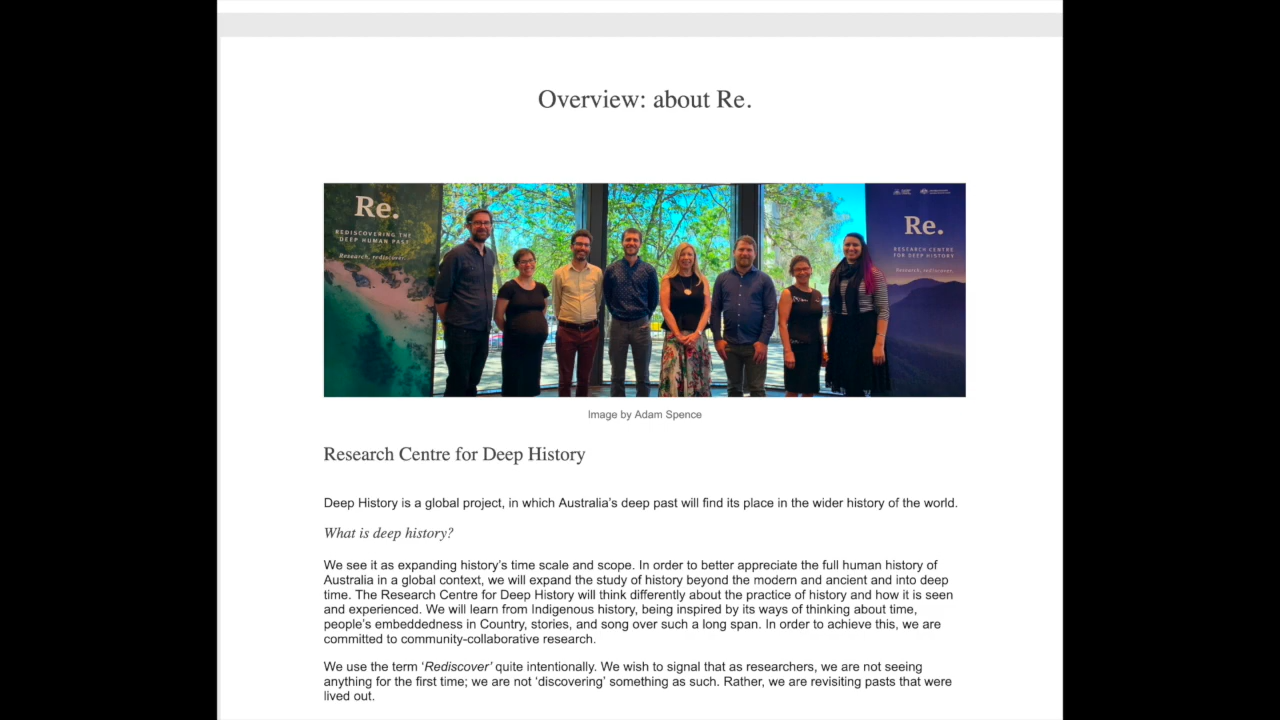 Overview: about Re.
Re.
REDISCOVERING THE
DEEP HUMAN PAST
Research, rediscover.
Re.
RESEARCH CENTRE
FOR DEEP HISTORY
Research, rediscover.
Image by Adam Spence
Research Centre for Deep History
Deep History is a global project, in which Australia’s deep past will find its place in the wider history of the world.
What is deep history?
We see it as expanding history’s time scale and scope. In order to better appreciate the full human history of
Australia in a global context, we will expand the study of history beyond the modern and ancient and into deep
time. The Research Centre for Deep History will think differently about the practice of history and how it is seen
and experienced. We will learn from Indigenous history, being inspired by its ways of thinking about time,
people’s embeddedness in Country, stories, and song over such a long span. In order to achieve this, we are
committed to community-collaborative research.
We use the term ‘Rediscover’ quite intentionally. We wish to signal that as researchers, we are not seeing
anything for the first time; we are not ‘discovering’ something as such. Rather, we are revisiting pasts that were
lived out.